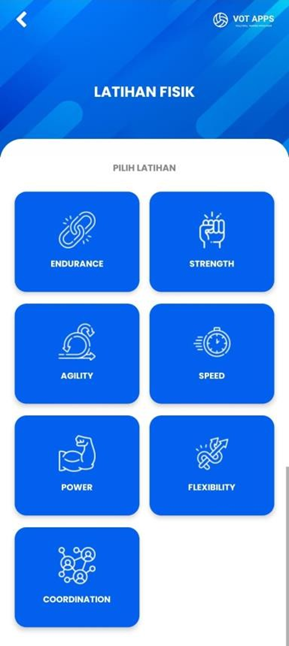 VOT APPS
LATIHAN FISIK
PILIH LATIHAN
ENDURANCE
STRENGTH
AGILITY
SPEED
POWER
FLEXIBILITY
COORDINATION